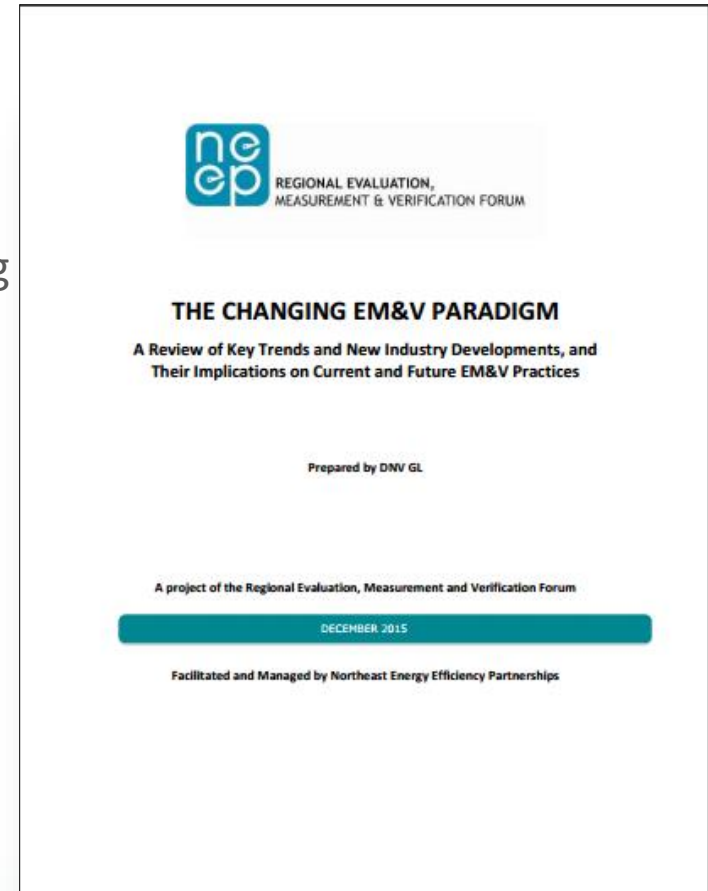 g
ne
ep
REGIONAL EVALUATION,
MEASUREMENT & VERIFICATION FORUM
THE CHANGING EM&V PARADIGM
A Review of Key Trends and New Industry Developments, and
Their Implications on Current and Future EM&V Practices
Prepared by DNV GL
A project of the Regional Evaluation, Measurement and Verification Forum
DECEMBER 2015
Facilitated and Managed by Northeast Energy Efficiency Partnerships